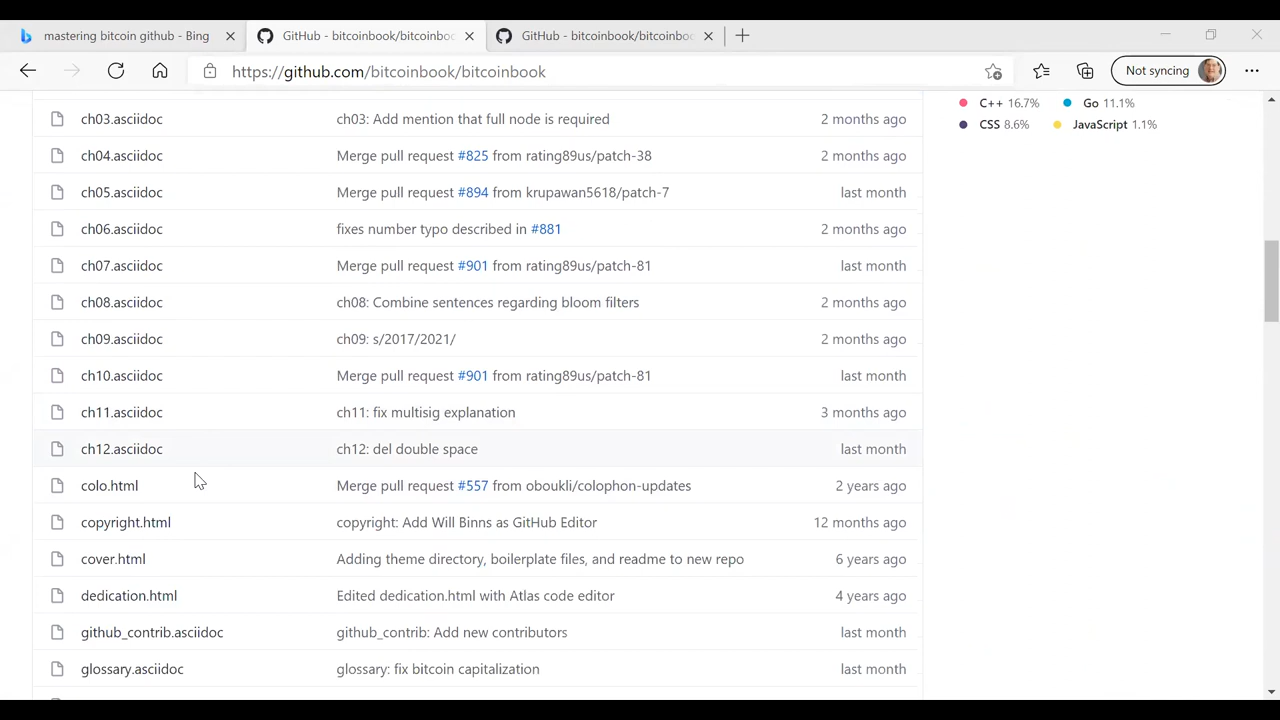 mastering bitcoin github - Bing
GitHub - bitcoinbook/bitcoinboo
GitHub - bitcoinbook/bitcoinboo
https://github.com/bitcoinbook/bitcoinbook
Not syncing
C++ 16.7% Go 11.1%
CSS 8.6% JavaScript 1.1%
ch03.asciidoc ch03: Add mention that full node is required 2 months ago
ch04.asciidoc Merge pull request #825 from rating89us/patch-38 2 months ago
ch05.asciidoc Merge pull request #894 from krupawan5618/patch-7 last month
ch06.asciidoc fixes number typo described in #881 2 months ago
ch07.asciidoc Merge pull request #901 from rating89us/patch-81 last month
ch08.asciidoc ch08: Combine sentences regarding bloom filters 2 months ago
ch09.asciidoc ch09: s/2017/2021/ 2 months ago
ch10.asciidoc Merge pull request #901 from rating89us/patch-81 last month
ch11.asciidoc ch11: fix multisig explanation 3 months ago
ch12.asciidoc ch12: del double space last month
colo.html Merge pull request #557 from oboukli/colophon-updates 2 years ago
copyright.html copyright: Add Will Binns as GitHub Editor 12 months ago
cover.html Adding theme directory, boilerplate files, and readme to new repo 6 years ago
dedication.html Edited dedication.html with Atlas code editor 4 years ago
github_contrib.asciidoc github_contrib: Add new contributors last month
glossary.asciidoc glossary: fix bitcoin capitalization last month